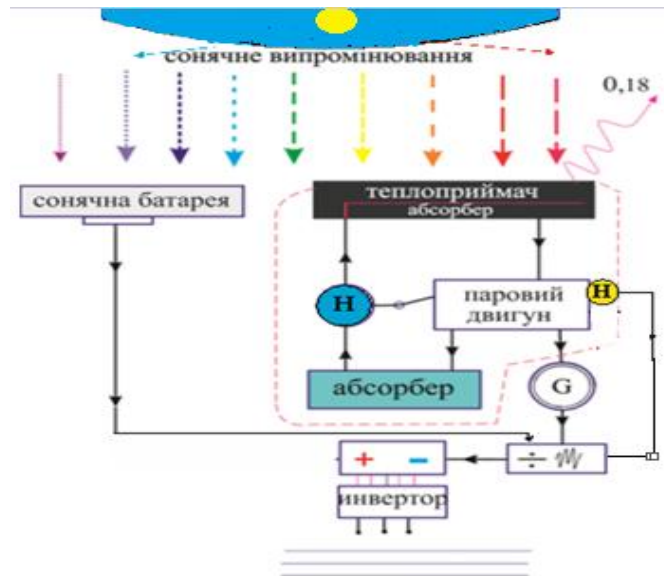 сонячне випромінювання
0,18
сонячна батарея
теплоприймач
абсорбер
Н
паровий
двигун
Н
абсорбер
G
+ −
инвертор